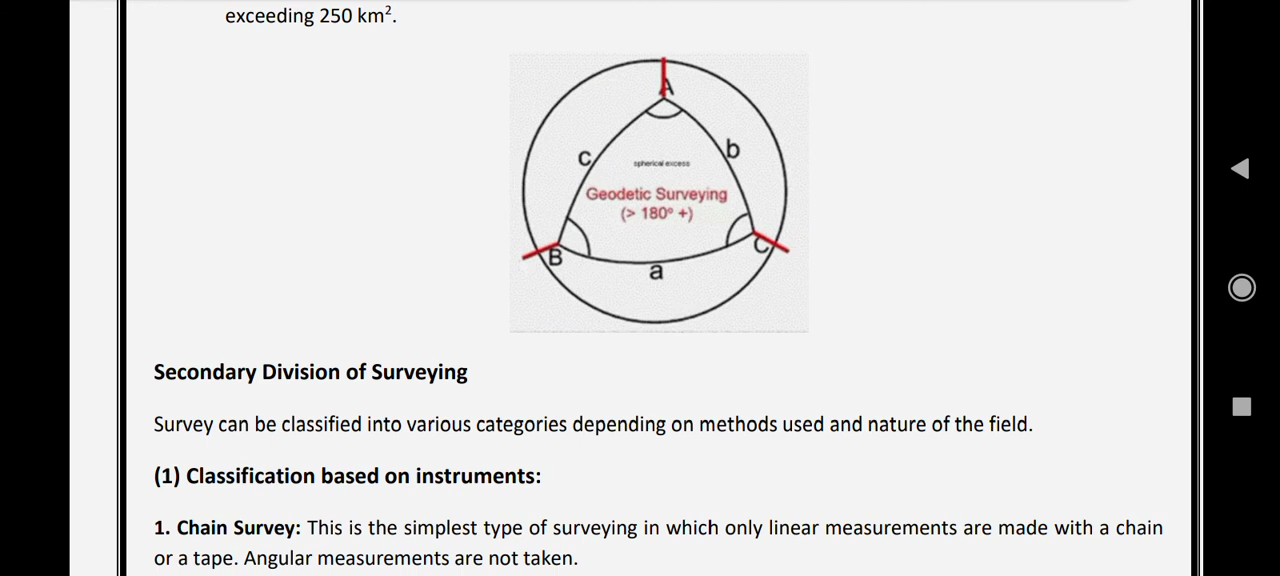 exceeding 250 km².
A
c
b
spherical excess
Geodetic Surveying
(> 180° +)
B
C
a
Secondary Division of Surveying
Survey can be classified into various categories depending on methods used and nature of the field.
(1) Classification based on instruments:
1. Chain Survey: This is the simplest type of surveying in which only linear measurements are made with a chain
or a tape. Angular measurements are not taken.